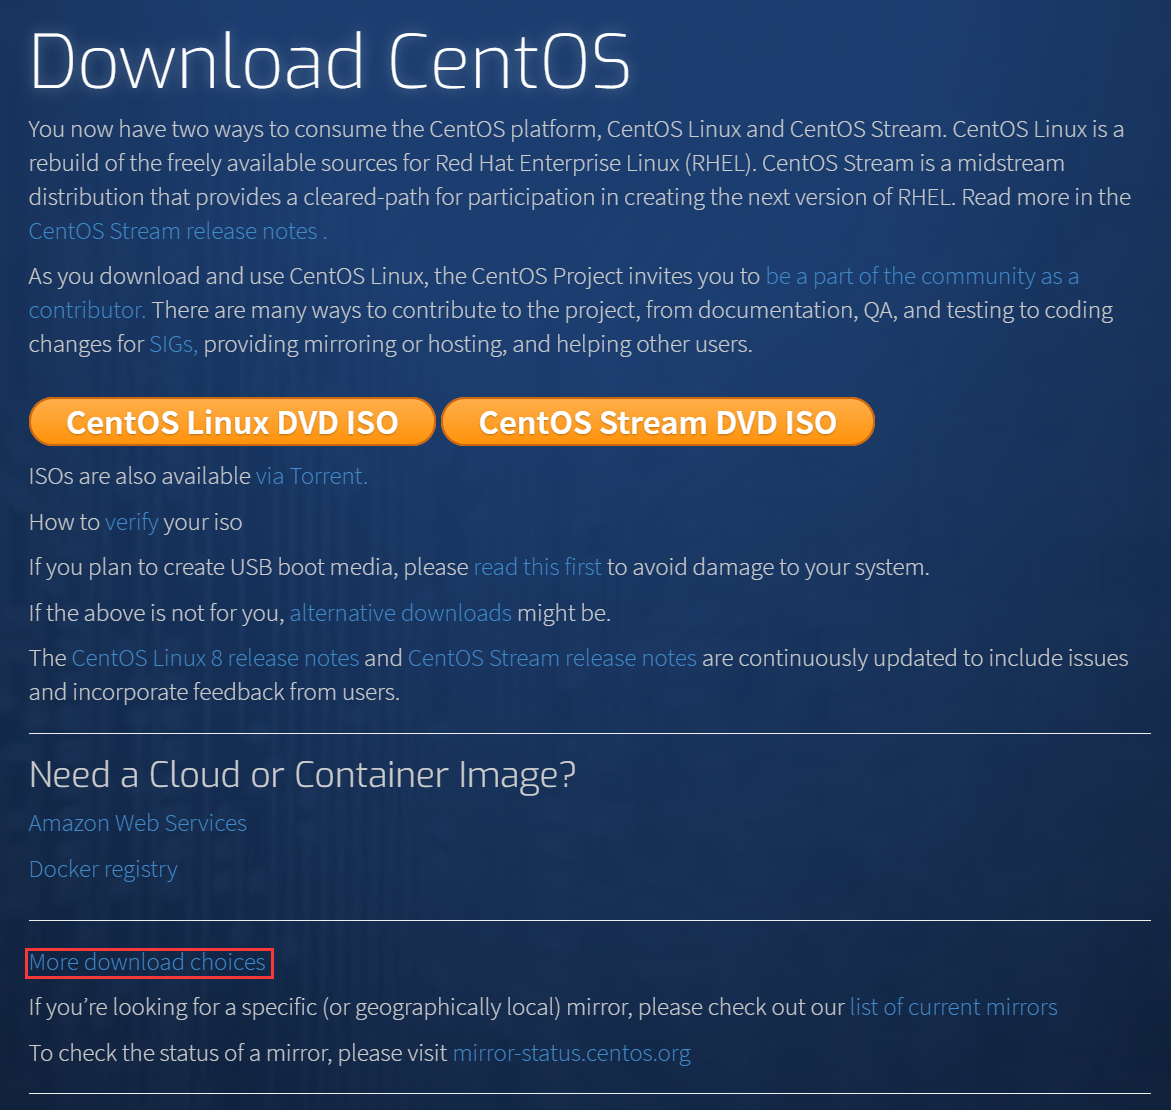 Download CentOS
You now have two ways to consume the CentOS platform, CentOS Linux and CentOS Stream. CentOS Linux is a
rebuild of the freely available sources for Red Hat Enterprise Linux (RHEL). CentOS Stream is a midstream
distribution that provides a cleared-path for participation in creating the next version of RHEL. Read more in the
CentOS Stream release notes .
As you download and use CentOS Linux, the CentOS Project invites you to be a part of the community as a
contributor. There are many ways to contribute to the project, from documentation, QA, and testing to coding
changes for SIGs, providing mirroring or hosting, and helping other users.
CentOS Linux DVD ISO CentOS Stream DVD ISO
ISOs are also available via Torrent.
How to verify your iso
If you plan to create USB boot media, please read this first to avoid damage to your system.
If the above is not for you, alternative downloads might be.
The CentOS Linux 8 release notes and CentOS Stream release notes are continuously updated to include issues
and incorporate feedback from users.
Need a Cloud or Container Image?
Amazon Web Services
Docker registry
More download choices
If you’re looking for a specific (or geographically local) mirror, please check out our list of current mirrors
To check the status of a mirror, please visit mirror-status.centos.org